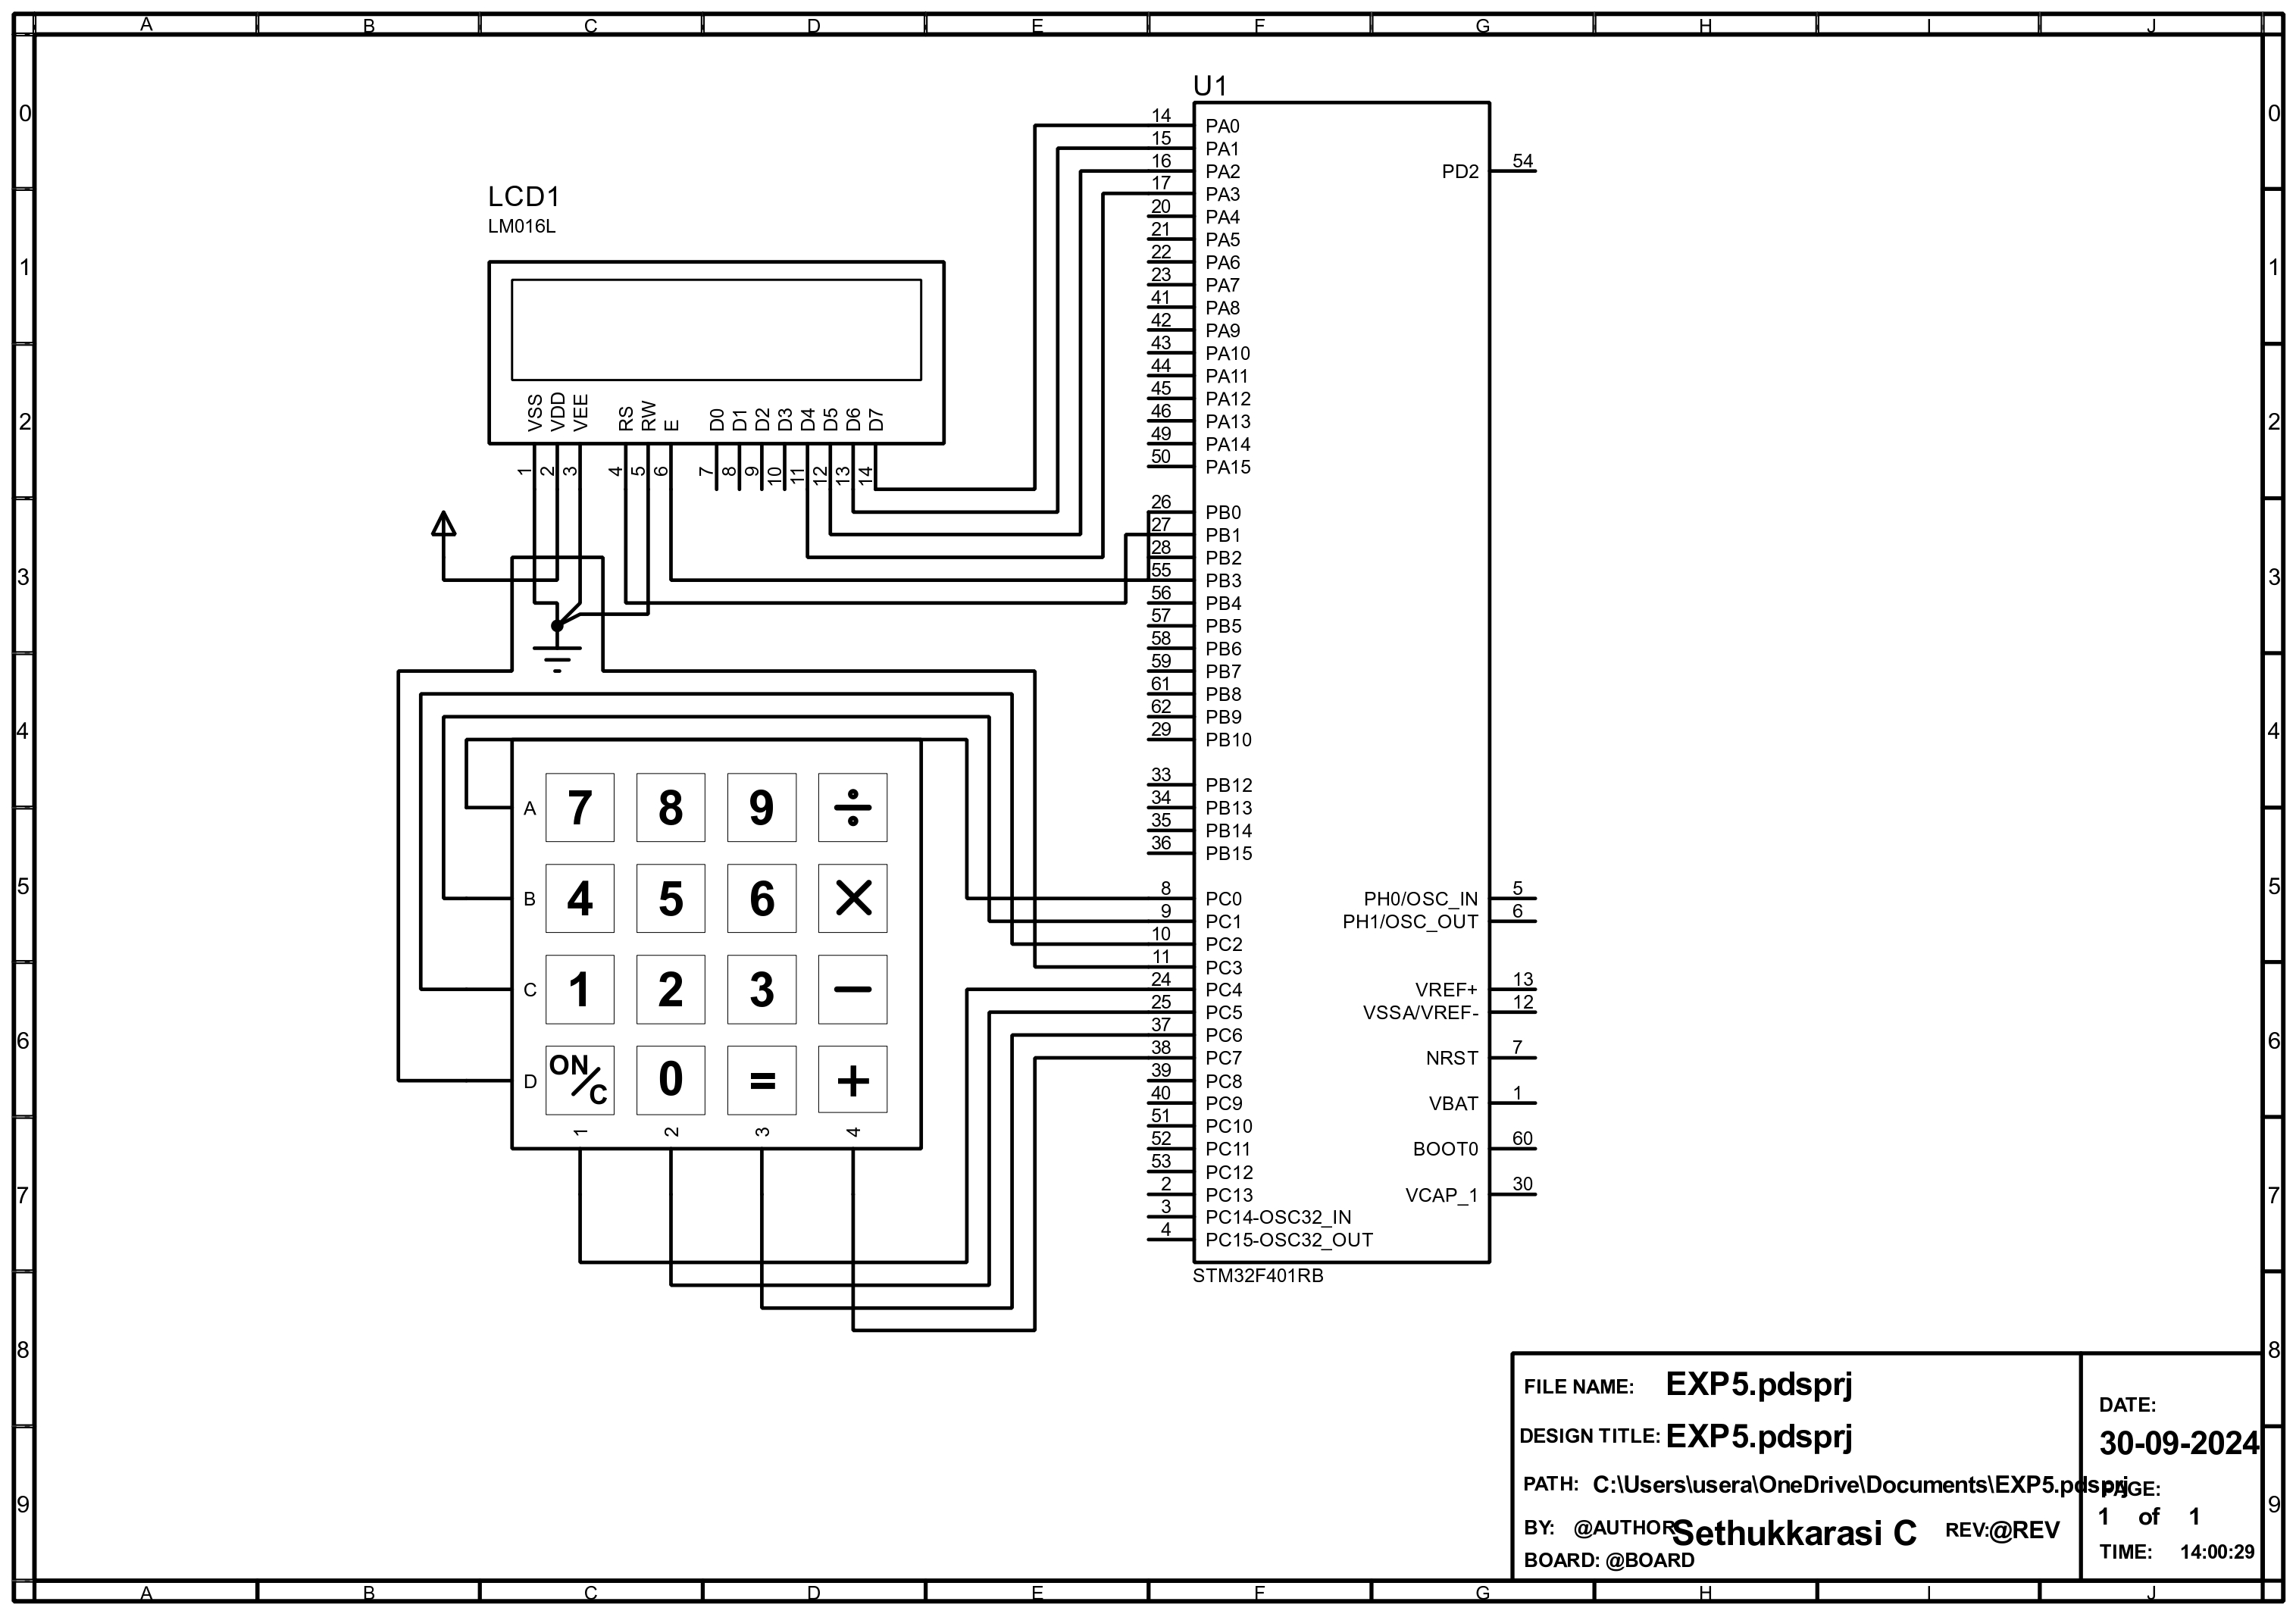 A B C D E F G H I J
0 0
1 1
2 2
3 3
4 4
5 5
6 6
7 7
8 8
9 9
A B C D E F G H I J
LCD1
LM016L
VSS VDD VEE RS RW E D0 D1 D2 D3 D4 D5 D6 D7
1 2 3 4 5 6 7 8 9 10 11 12 13 14
A 7 8 9 ÷
B 4 5 6 ×
C 1 2 3 −
D ON/C 0 = +
1 2 3 4
U1
14 PA0
15 PA1
16 PA2
17 PA3
20 PA4
21 PA5
22 PA6
23 PA7
41 PA8
42 PA9
43 PA10
44 PA11
45 PA12
46 PA13
49 PA14
50 PA15
26 PB0
27 PB1
28 PB2
55 PB3
56 PB4
57 PB5
58 PB6
59 PB7
61 PB8
62 PB9
29 PB10
33 PB12
34 PB13
35 PB14
36 PB15
8 PC0
9 PC1
10 PC2
11 PC3
24 PC4
25 PC5
37 PC6
38 PC7
39 PC8
40 PC9
51 PC10
52 PC11
53 PC12
2 PC13
3 PC14-OSC32_IN
4 PC15-OSC32_OUT
PD2 54
PH0/OSC_IN 5
PH1/OSC_OUT 6
VREF+ 13
VSSA/VREF- 12
NRST 7
VBAT 1
BOOT0 60
VCAP_1 30
STM32F401RB
FILE NAME: EXP5.pdsprj
DESIGN TITLE: EXP5.pdsprj
PATH: C:\Users\usera\OneDrive\Documents\EXP5.pdsprj
BY: @AUTHOR Sethukkarasi C REV:@REV
BOARD: @BOARD
DATE:
30-09-2024
PAGE:
1 of 1
TIME: 14:00:29